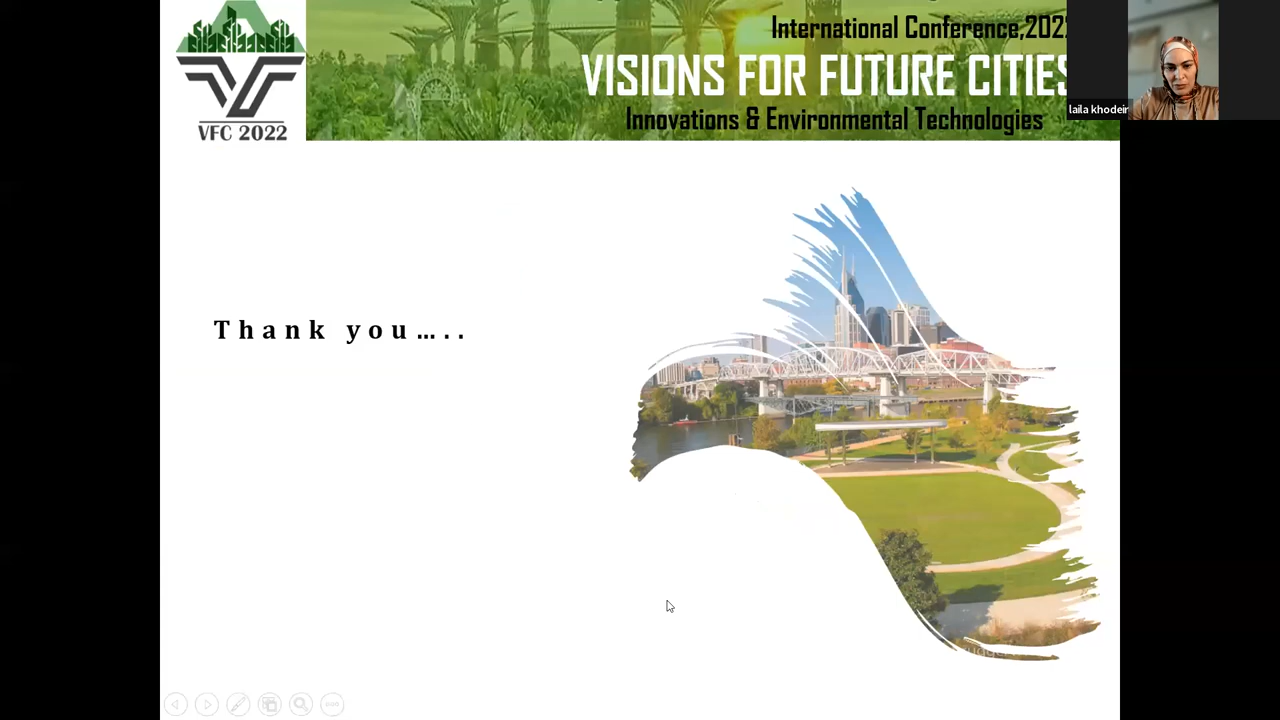 International Conference,202
VISIONS FOR FUTURE CITIES
Innovations & Environmental Technologies
VFC 2022
laila khodeir
Thank you.....